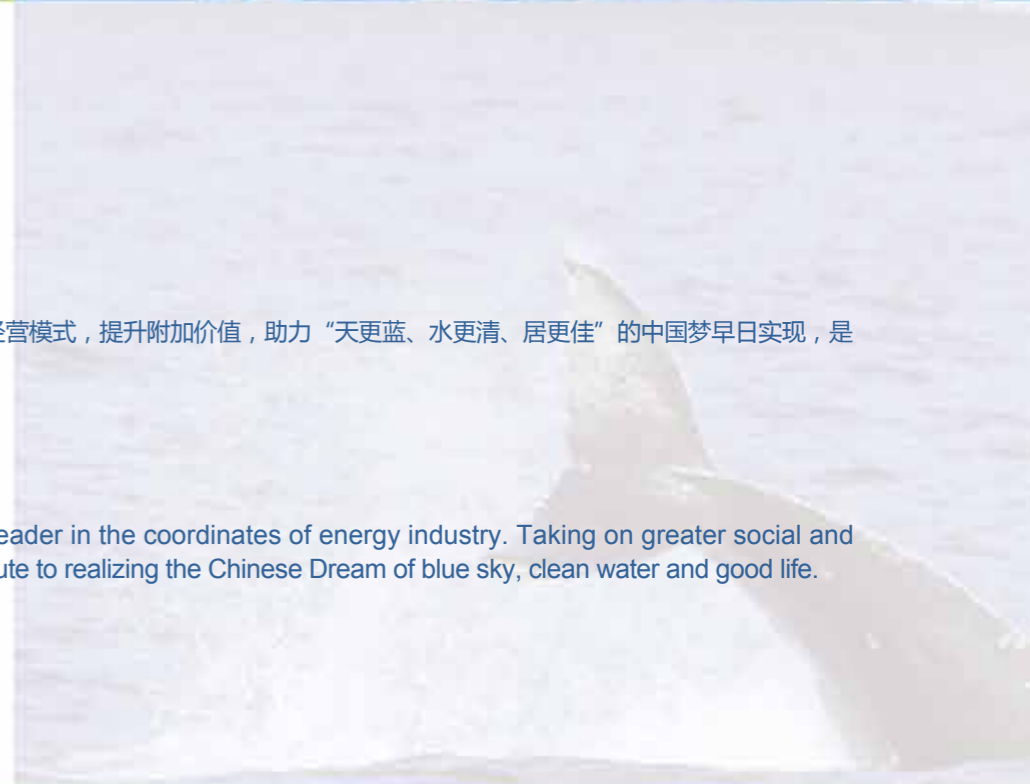 营模式，提升附加价值，助力“天更蓝、水更清、居更佳”的中国梦早日实现，是
eader in the coordinates of energy industry. Taking on greater social and
ute to realizing the Chinese Dream of blue sky, clean water and good life.